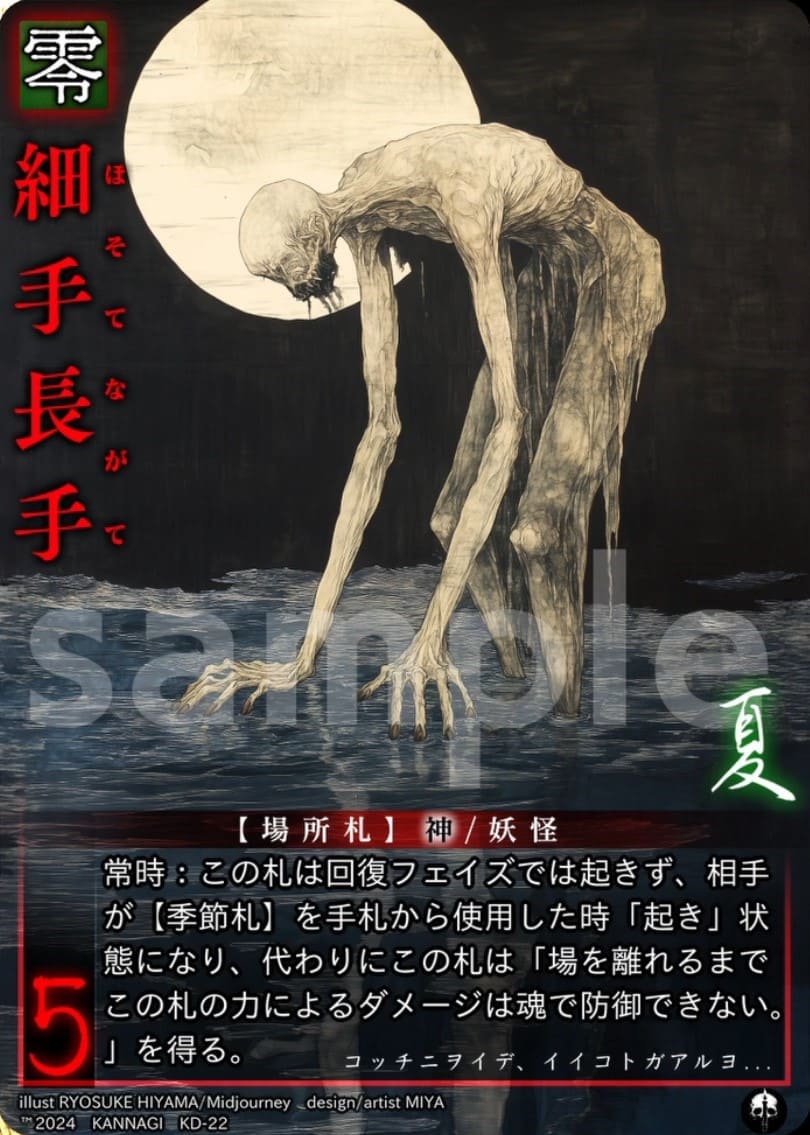 零
細手長手
ほそてながて
sample
夏
【場所札】神/妖怪
常時：この札は回復フェイズでは起きず、相手
が【季節札】を手札から使用した時「起き」状
態になり、代わりにこの札は「場を離れるまで
この札の力によるダメージは魂で防御できない。
」を得る。
コッチニヲイデ、イイコトガアルヨ...
5
illust RYOSUKE HIYAMA/Midjourney design/artist MIYA
™2024 KANNAGI KD-22